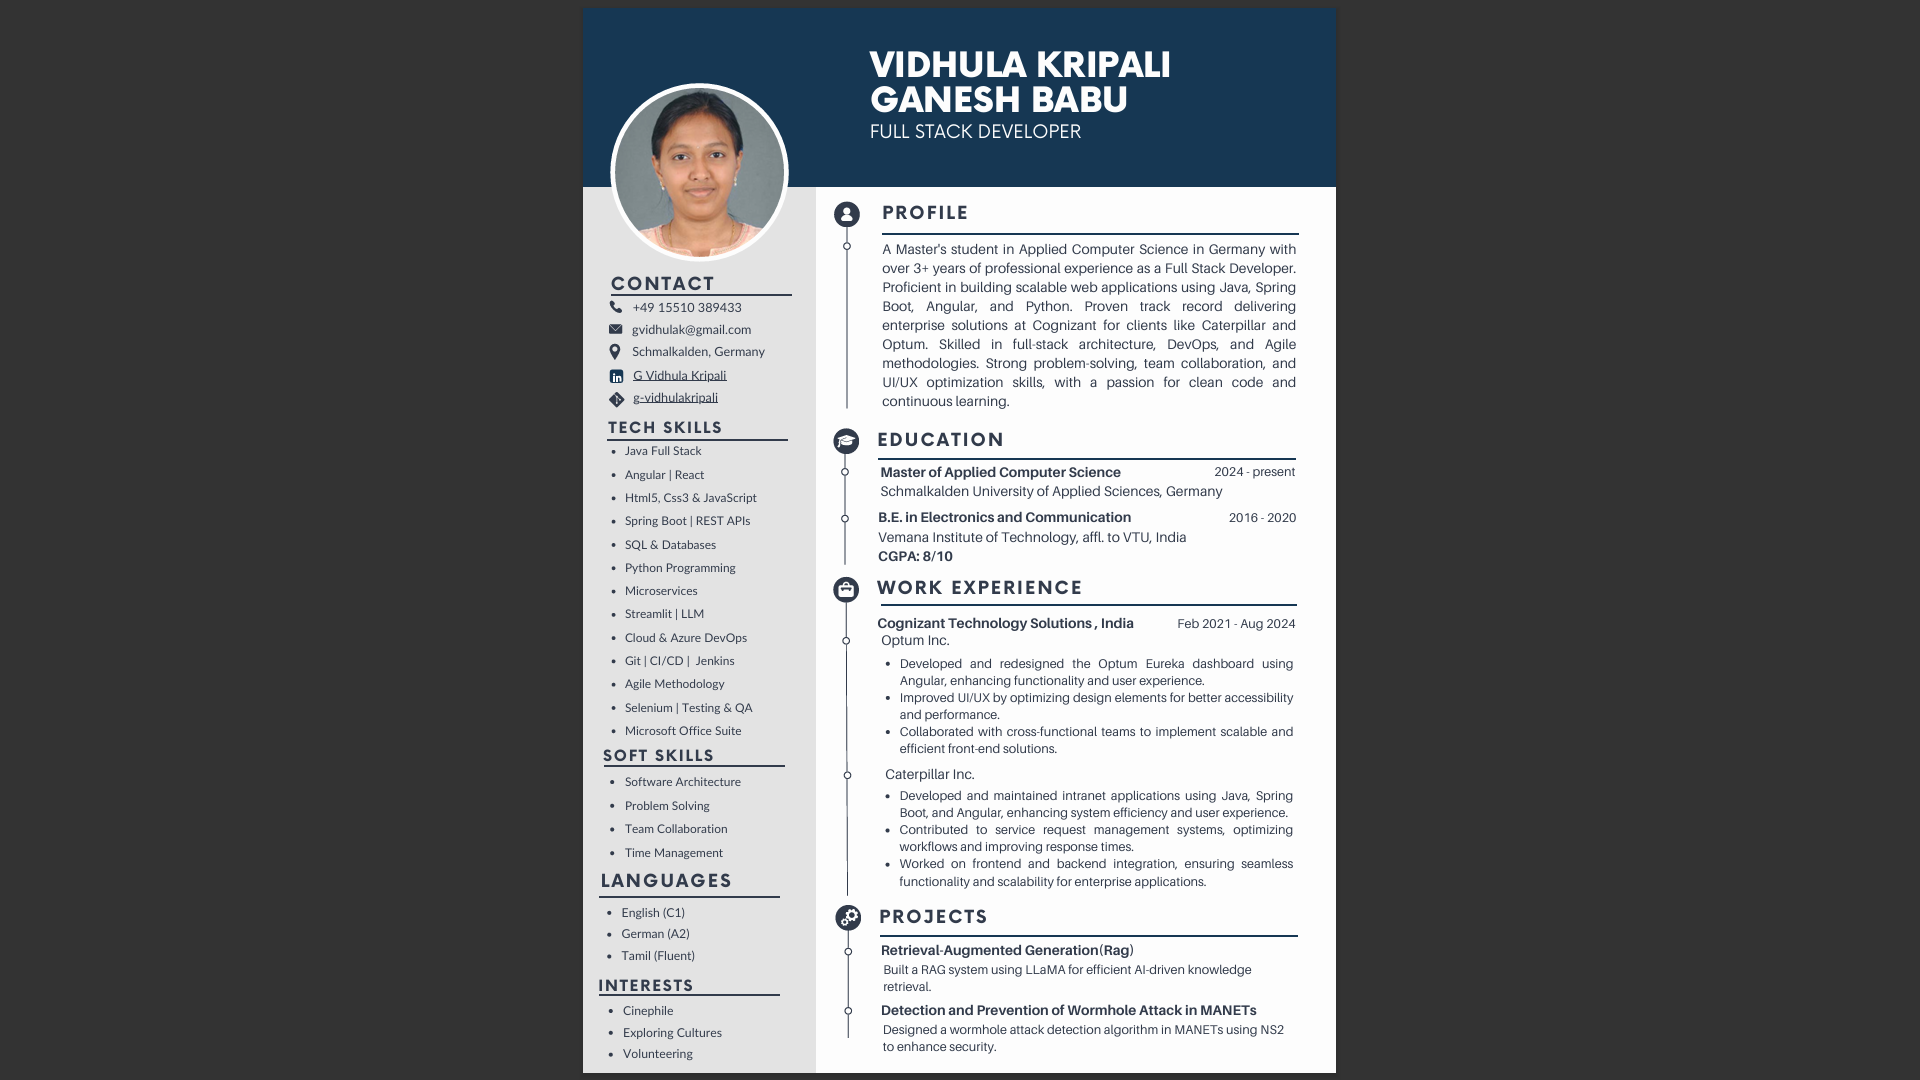 VIDHULA KRIPALI
GANESH BABU
FULL STACK DEVELOPER
CONTACT
+49 15510 389433
gvidhulak@gmail.com
Schmalkalden, Germany
G Vidhula Kripali
g-vidhulakripali
TECH SKILLS
• Java Full Stack
• Angular | React
• Html5, Css3 & JavaScript
• Spring Boot | REST APIs
• SQL & Databases
• Python Programming
• Microservices
• Streamlit | LLM
• Cloud & Azure DevOps
• Git | CI/CD | Jenkins
• Agile Methodology
• Selenium | Testing & QA
• Microsoft Office Suite
SOFT SKILLS
• Software Architecture
• Problem Solving
• Team Collaboration
• Time Management
LANGUAGES
• English (C1)
• German (A2)
• Tamil (Fluent)
INTERESTS
• Cinephile
• Exploring Cultures
• Volunteering
PROFILE
A Master's student in Applied Computer Science in Germany with
over 3+ years of professional experience as a Full Stack Developer.
Proficient in building scalable web applications using Java, Spring
Boot, Angular, and Python. Proven track record delivering
enterprise solutions at Cognizant for clients like Caterpillar and
Optum. Skilled in full-stack architecture, DevOps, and Agile
methodologies. Strong problem-solving, team collaboration, and
UI/UX optimization skills, with a passion for clean code and
continuous learning.
EDUCATION
Master of Applied Computer Science 2024 - present
Schmalkalden University of Applied Sciences, Germany
B.E. in Electronics and Communication 2016 - 2020
Vemana Institute of Technology, affl. to VTU, India
CGPA: 8/10
WORK EXPERIENCE
Cognizant Technology Solutions , India Feb 2021 - Aug 2024
Optum Inc.
• Developed and redesigned the Optum Eureka dashboard using
Angular, enhancing functionality and user experience.
• Improved UI/UX by optimizing design elements for better accessibility
and performance.
• Collaborated with cross-functional teams to implement scalable and
efficient front-end solutions.
Caterpillar Inc.
• Developed and maintained intranet applications using Java, Spring
Boot, and Angular, enhancing system efficiency and user experience.
• Contributed to service request management systems, optimizing
workflows and improving response times.
• Worked on frontend and backend integration, ensuring seamless
functionality and scalability for enterprise applications.
PROJECTS
Retrieval-Augmented Generation(Rag)
Built a RAG system using LLaMA for efficient AI-driven knowledge
retrieval.
Detection and Prevention of Wormhole Attack in MANETs
Designed a wormhole attack detection algorithm in MANETs using NS2
to enhance security.